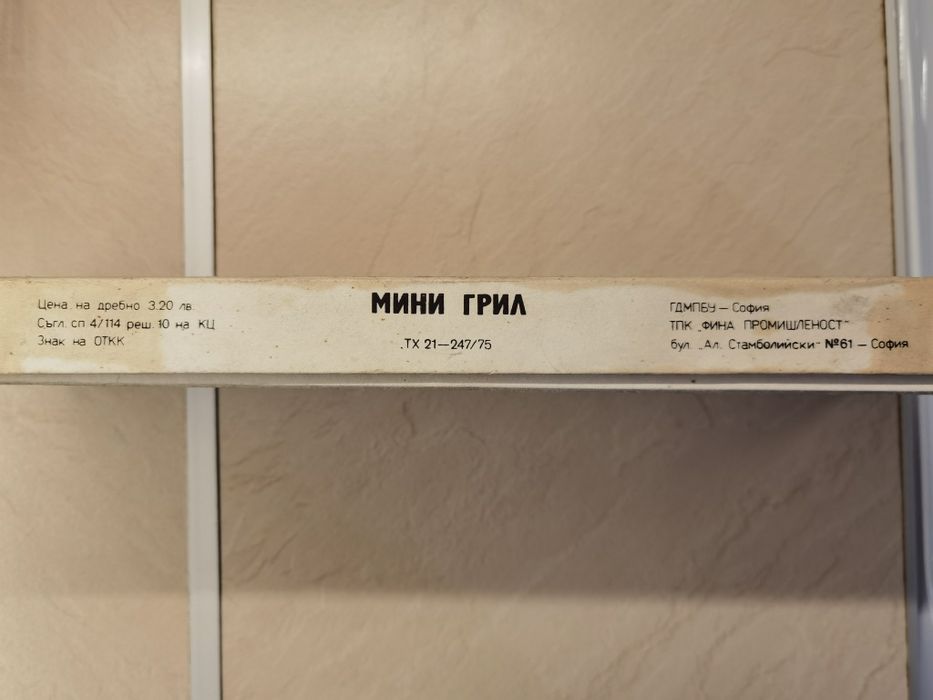 Цена на дребно 3.20 лв.
Съгл. сп 4/114 реш. 10 на КЦ
Знак на ОТКК
МИНИ ГРИЛ
ТХ 21—247/75
ГДМПБУ — София
ТПК „ФИНА ПРОМИШЛЕНОСТ“
бул. „Ал. Стамболийски“ №61 — София